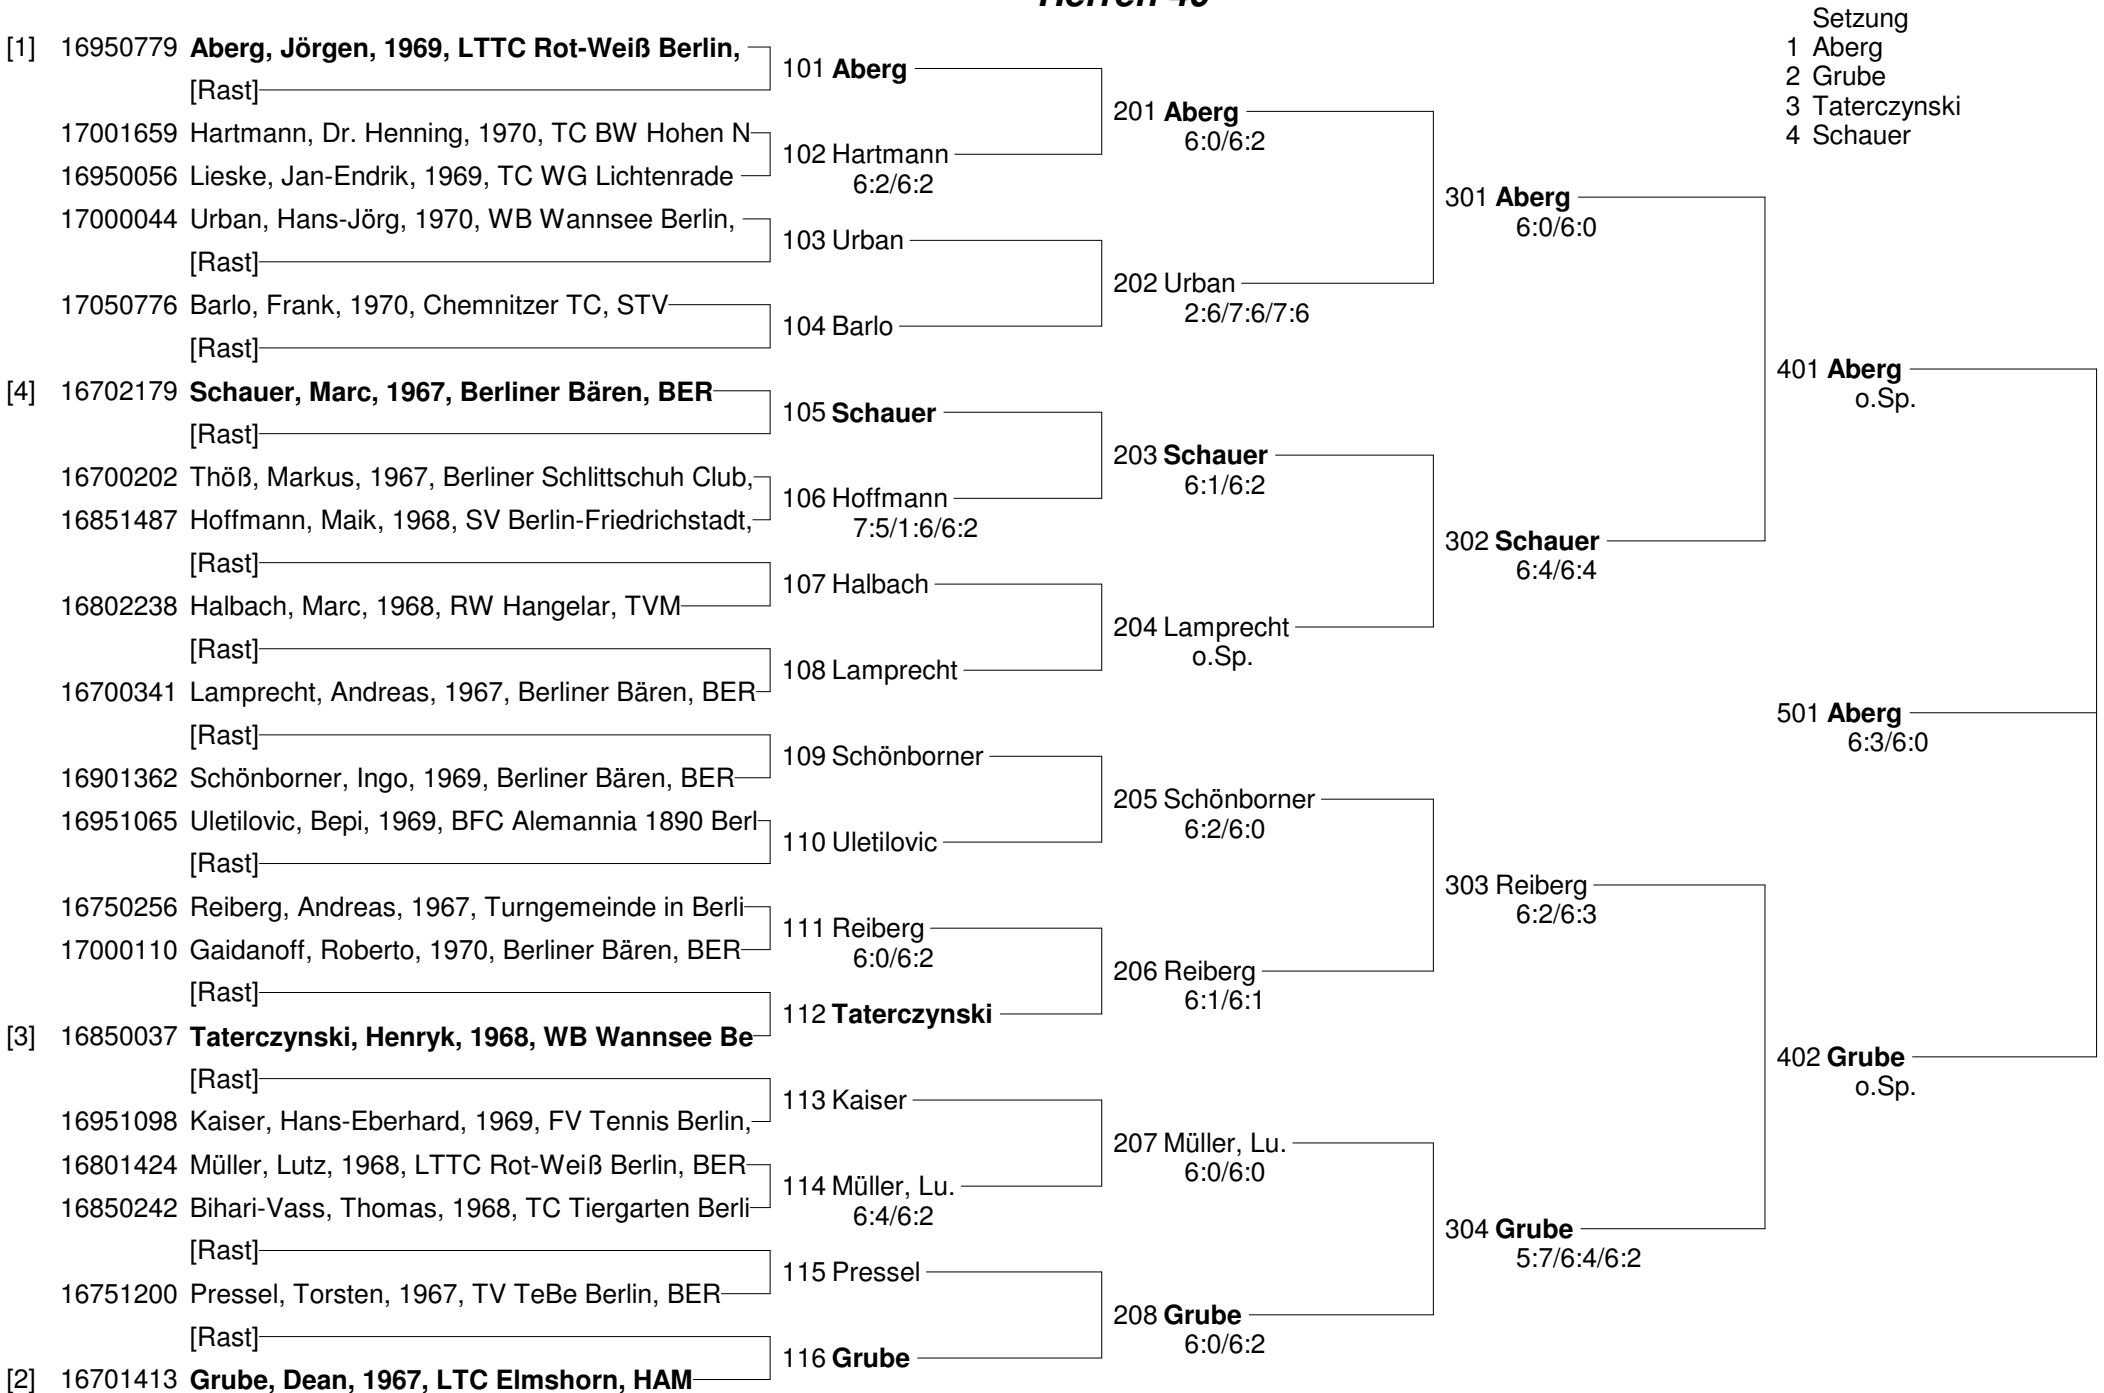 Herren 40
Setzung
1 Aberg
2 Grube
3 Taterczynski
4 Schauer
[1] 16950779 Aberg, Jörgen, 1969, LTTC Rot-Weiß Berlin,
[Rast]
17001659 Hartmann, Dr. Henning, 1970, TC BW Hohen N
16950056 Lieske, Jan-Endrik, 1969, TC WG Lichtenrade
17000044 Urban, Hans-Jörg, 1970, WB Wannsee Berlin,
[Rast]
17050776 Barlo, Frank, 1970, Chemnitzer TC, STV
[Rast]
[4] 16702179 Schauer, Marc, 1967, Berliner Bären, BER
[Rast]
16700202 Thöß, Markus, 1967, Berliner Schlittschuh Club,
16851487 Hoffmann, Maik, 1968, SV Berlin-Friedrichstadt,
[Rast]
16802238 Halbach, Marc, 1968, RW Hangelar, TVM
[Rast]
16700341 Lamprecht, Andreas, 1967, Berliner Bären, BER
[Rast]
16901362 Schönborner, Ingo, 1969, Berliner Bären, BER
16951065 Uletilovic, Bepi, 1969, BFC Alemannia 1890 Berl
[Rast]
16750256 Reiberg, Andreas, 1967, Turngemeinde in Berli
17000110 Gaidanoff, Roberto, 1970, Berliner Bären, BER
[Rast]
[3] 16850037 Taterczynski, Henryk, 1968, WB Wannsee Be
[Rast]
16951098 Kaiser, Hans-Eberhard, 1969, FV Tennis Berlin,
16801424 Müller, Lutz, 1968, LTTC Rot-Weiß Berlin, BER
16850242 Bihari-Vass, Thomas, 1968, TC Tiergarten Berli
[Rast]
16751200 Pressel, Torsten, 1967, TV TeBe Berlin, BER
[Rast]
[2] 16701413 Grube, Dean, 1967, LTC Elmshorn, HAM
101 Aberg
102 Hartmann
6:2/6:2
103 Urban
104 Barlo
105 Schauer
106 Hoffmann
7:5/1:6/6:2
107 Halbach
108 Lamprecht
109 Schönborner
110 Uletilovic
111 Reiberg
6:0/6:2
112 Taterczynski
113 Kaiser
114 Müller, Lu.
6:4/6:2
115 Pressel
116 Grube
201 Aberg
6:0/6:2
202 Urban
2:6/7:6/7:6
203 Schauer
6:1/6:2
204 Lamprecht
o.Sp.
205 Schönborner
6:2/6:0
206 Reiberg
6:1/6:1
207 Müller, Lu.
6:0/6:0
208 Grube
6:0/6:2
301 Aberg
6:0/6:0
302 Schauer
6:4/6:4
303 Reiberg
6:2/6:3
304 Grube
5:7/6:4/6:2
401 Aberg
o.Sp.
402 Grube
o.Sp.
501 Aberg
6:3/6:0